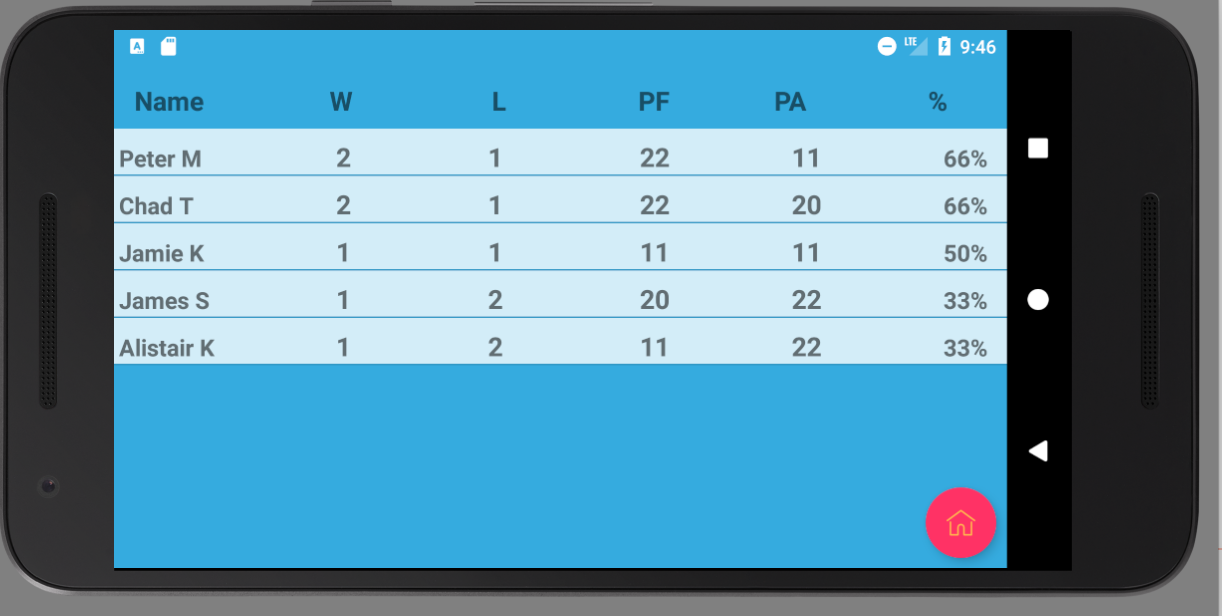 A LTE 9:46
Name W L PF PA %
Peter M 2 1 22 11 66%
Chad T 2 1 22 20 66%
Jamie K 1 1 11 11 50%
James S 1 2 20 22 33%
Alistair K 1 2 11 22 33%